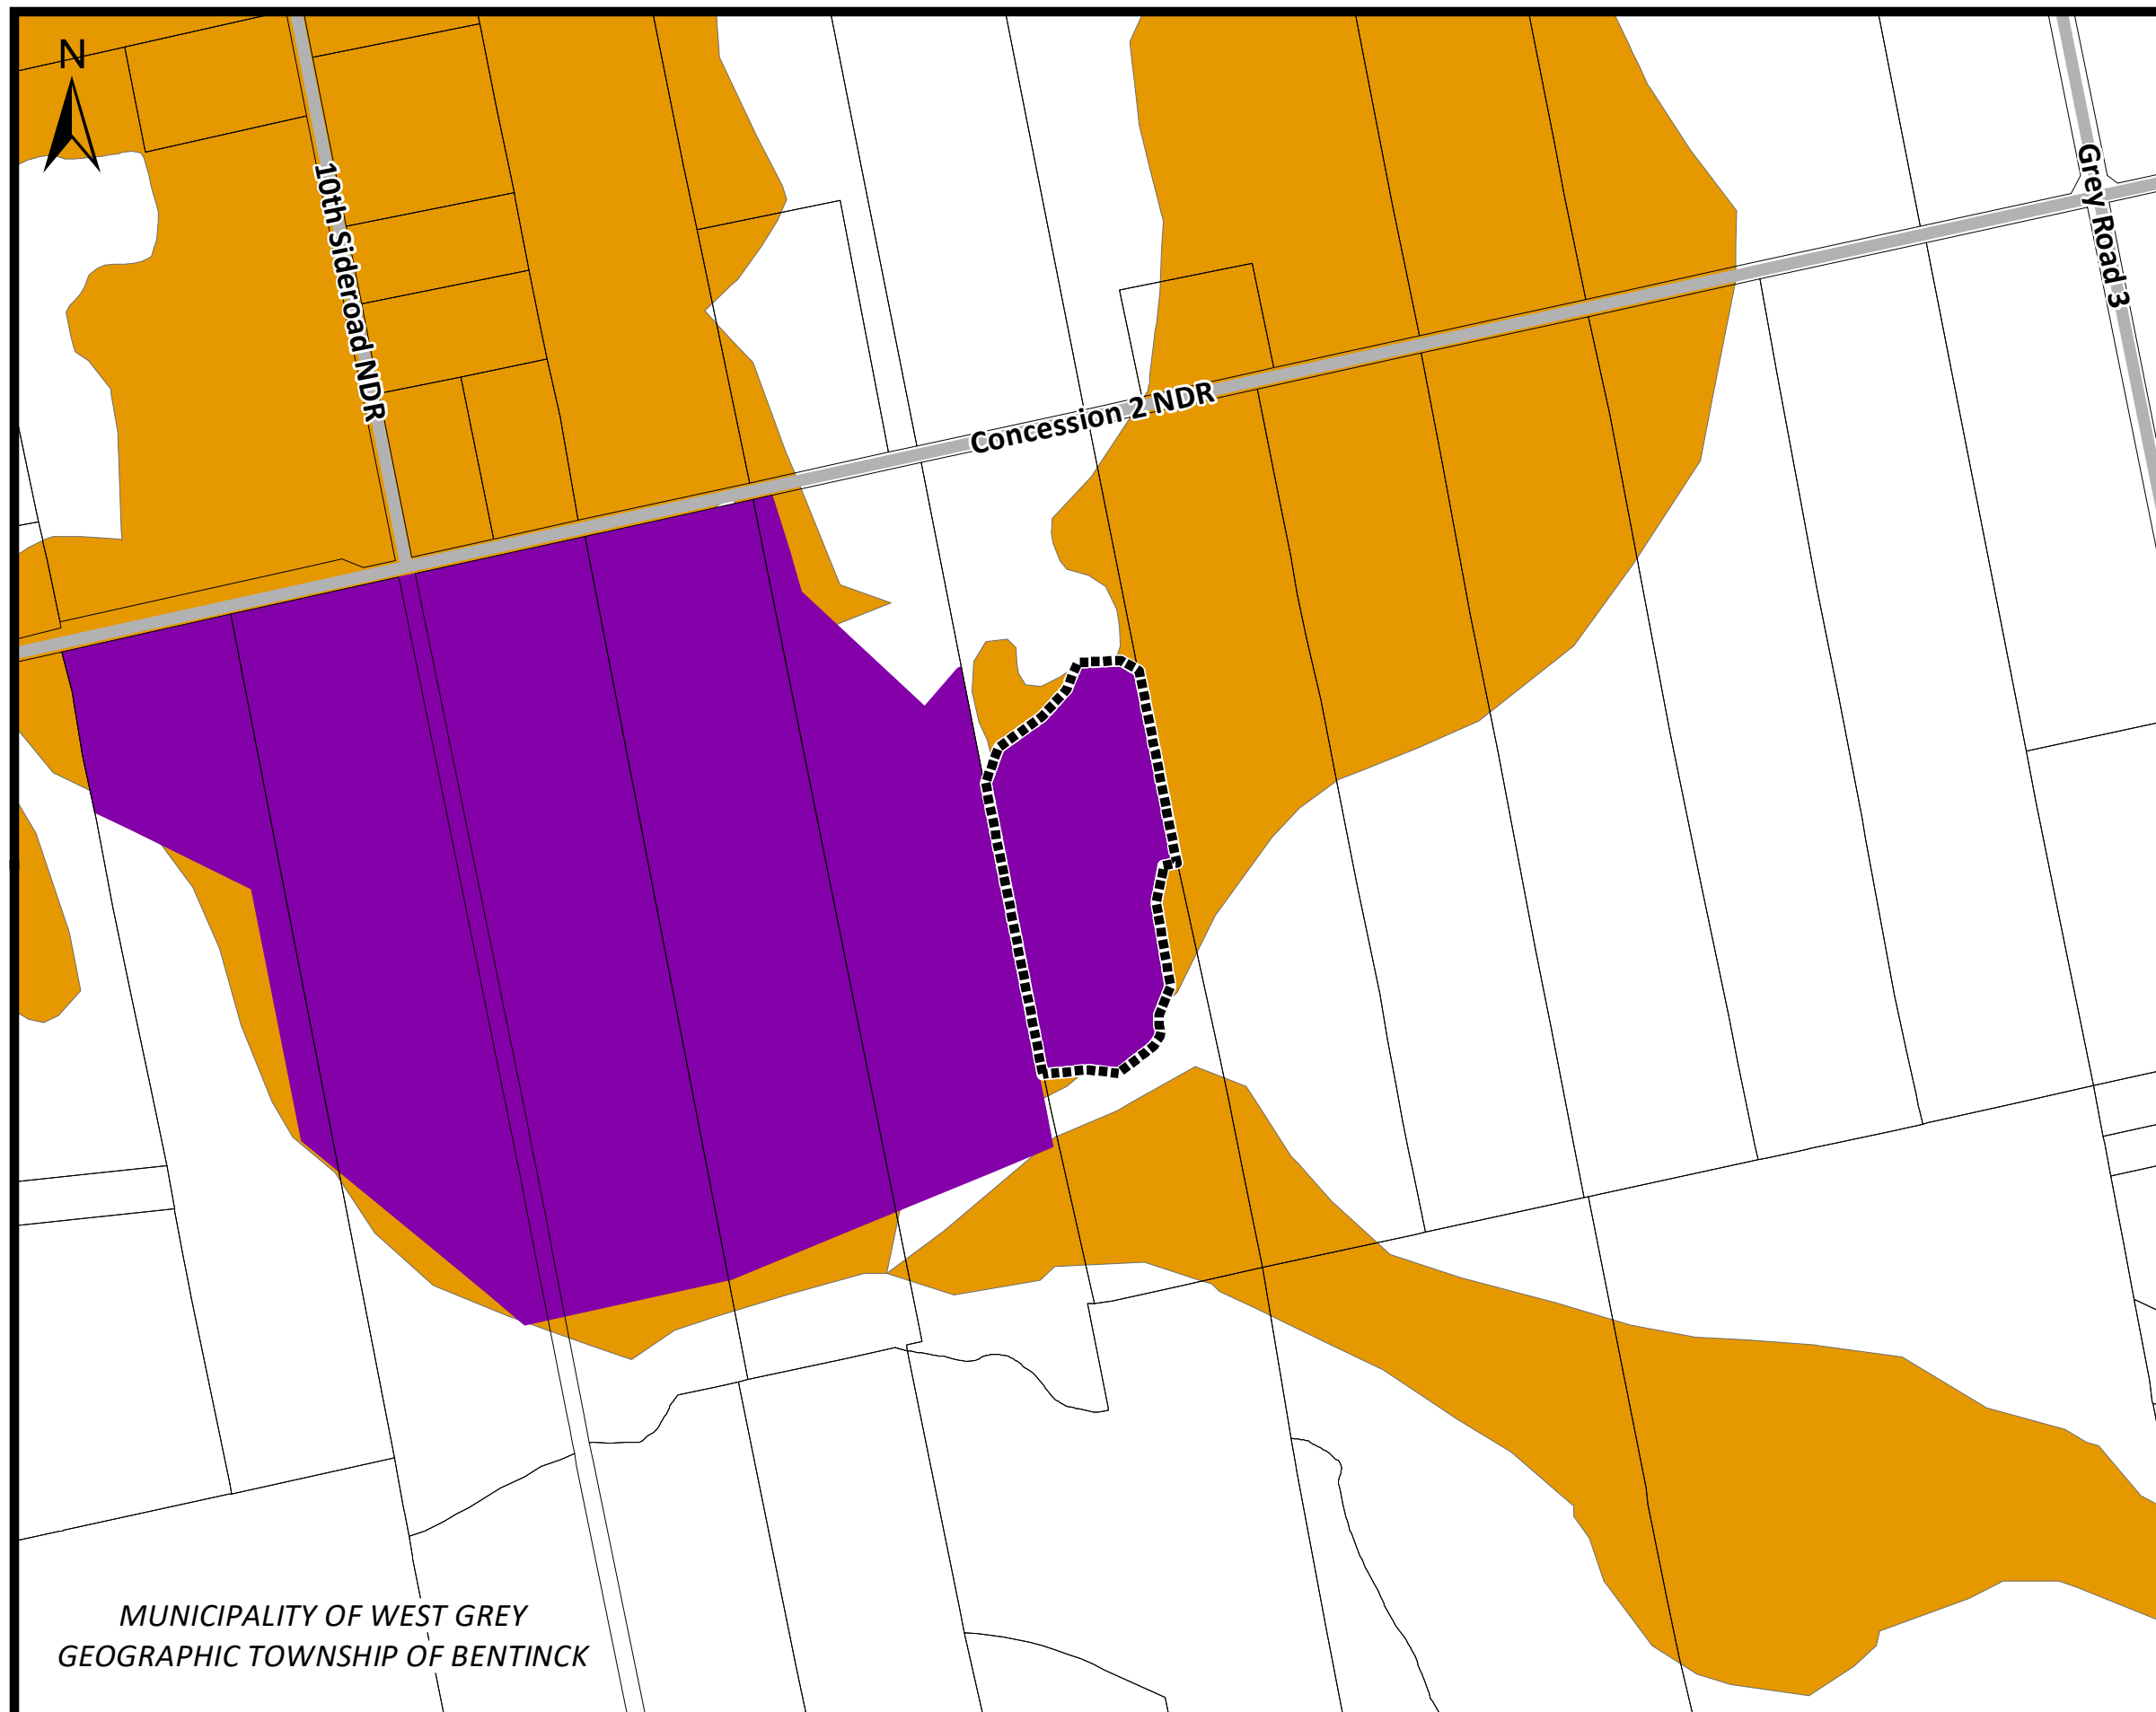 N
10th Sideroad NDR
Grey Road 3
Concession 2 NDR
MUNICIPALITY OF WEST GREY
GEOGRAPHIC TOWNSHIP OF BENTINCK